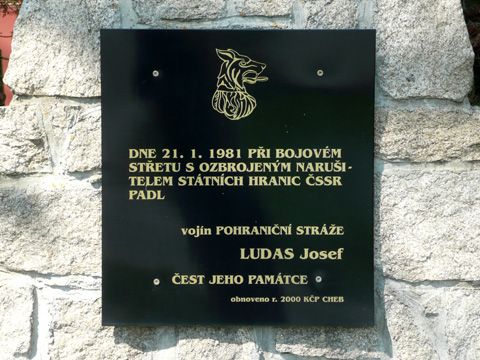 DNE 21. 1. 1981 PŘI BOJOVÉM
STŘETU S OZBROJENÝM NARUŠI-
TELEM STÁTNÍCH HRANIC ČSSR
PADL
vojín POHRANIČNÍ STRÁŽE
LUDAS Josef
ČEST JEHO PAMÁTCE
obnoveno r. 2000 KČP CHEB